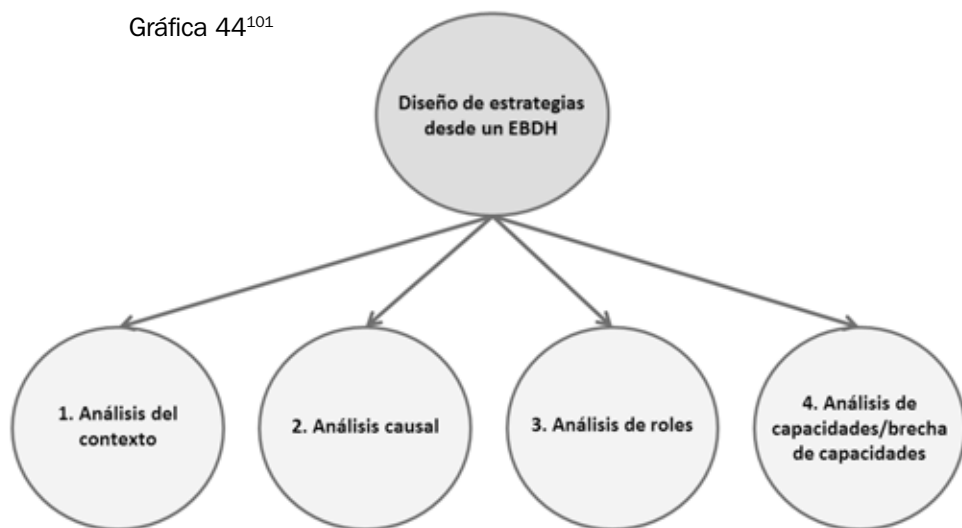 Gráfica 44¹⁰¹
Diseño de estrategias
desde un EBDH
1. Análisis del
contexto
2. Análisis causal
3. Análisis de roles
4. Análisis de
capacidades/brecha
de capacidades